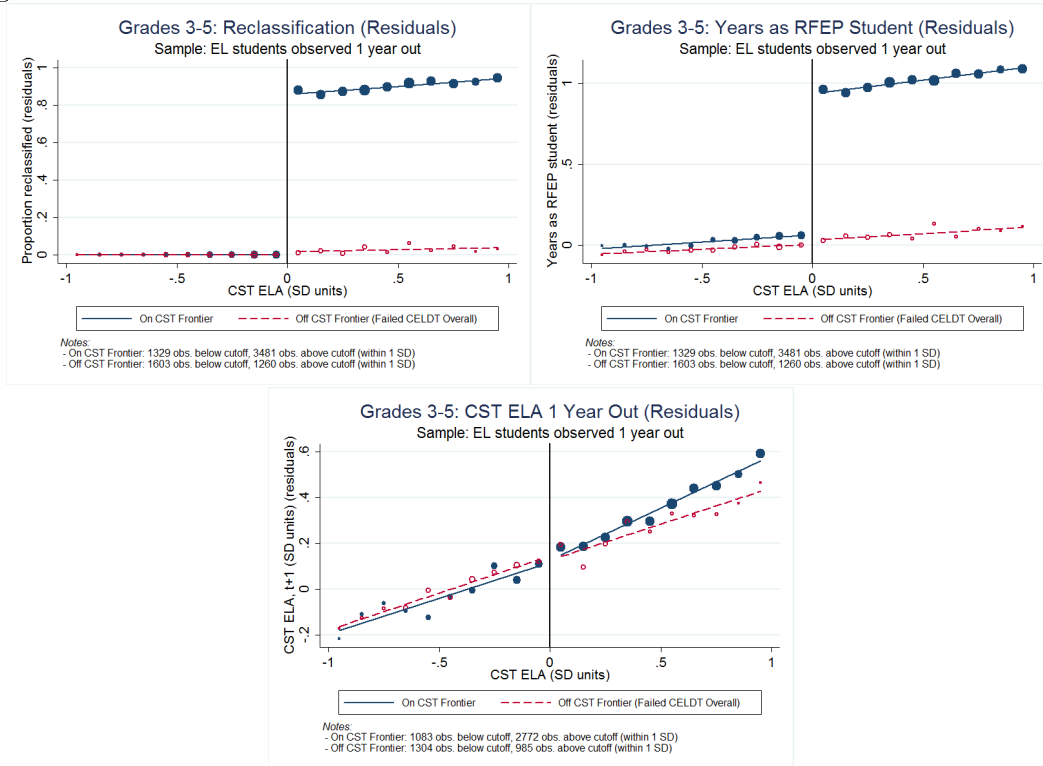 Grades 3-5: Reclassification (Residuals)
Sample: EL students observed 1 year out
Proportion reclassified (residuals)
1
.8
.6
.4
.2
0
-1
-.5
0
.5
1
CST ELA (SD units)
On CST Frontier
Off CST Frontier (Failed CELDT Overall)
Notes:
- On CST Frontier: 1329 obs. below cutoff, 3481 obs. above cutoff (within 1 SD)
- Off CST Frontier: 1603 obs. below cutoff, 1260 obs. above cutoff (within 1 SD)
Grades 3-5: Years as RFEP Student (Residuals)
Sample: EL students observed 1 year out
Years as RFEP student (residuals)
1
.5
0
-1
-.5
0
.5
1
CST ELA (SD units)
On CST Frontier
Off CST Frontier (Failed CELDT Overall)
Notes:
- On CST Frontier: 1329 obs. below cutoff, 3481 obs. above cutoff (within 1 SD)
- Off CST Frontier: 1603 obs. below cutoff, 1260 obs. above cutoff (within 1 SD)
Grades 3-5: CST ELA 1 Year Out (Residuals)
Sample: EL students observed 1 year out
CST ELA, t+1 (SD units) (residuals)
.6
.4
.2
0
-.2
-1
-.5
0
.5
1
CST ELA (SD units)
On CST Frontier
Off CST Frontier (Failed CELDT Overall)
Notes:
- On CST Frontier: 1083 obs. below cutoff, 2772 obs. above cutoff (within 1 SD)
- Off CST Frontier: 1304 obs. below cutoff, 985 obs. above cutoff (within 1 SD)